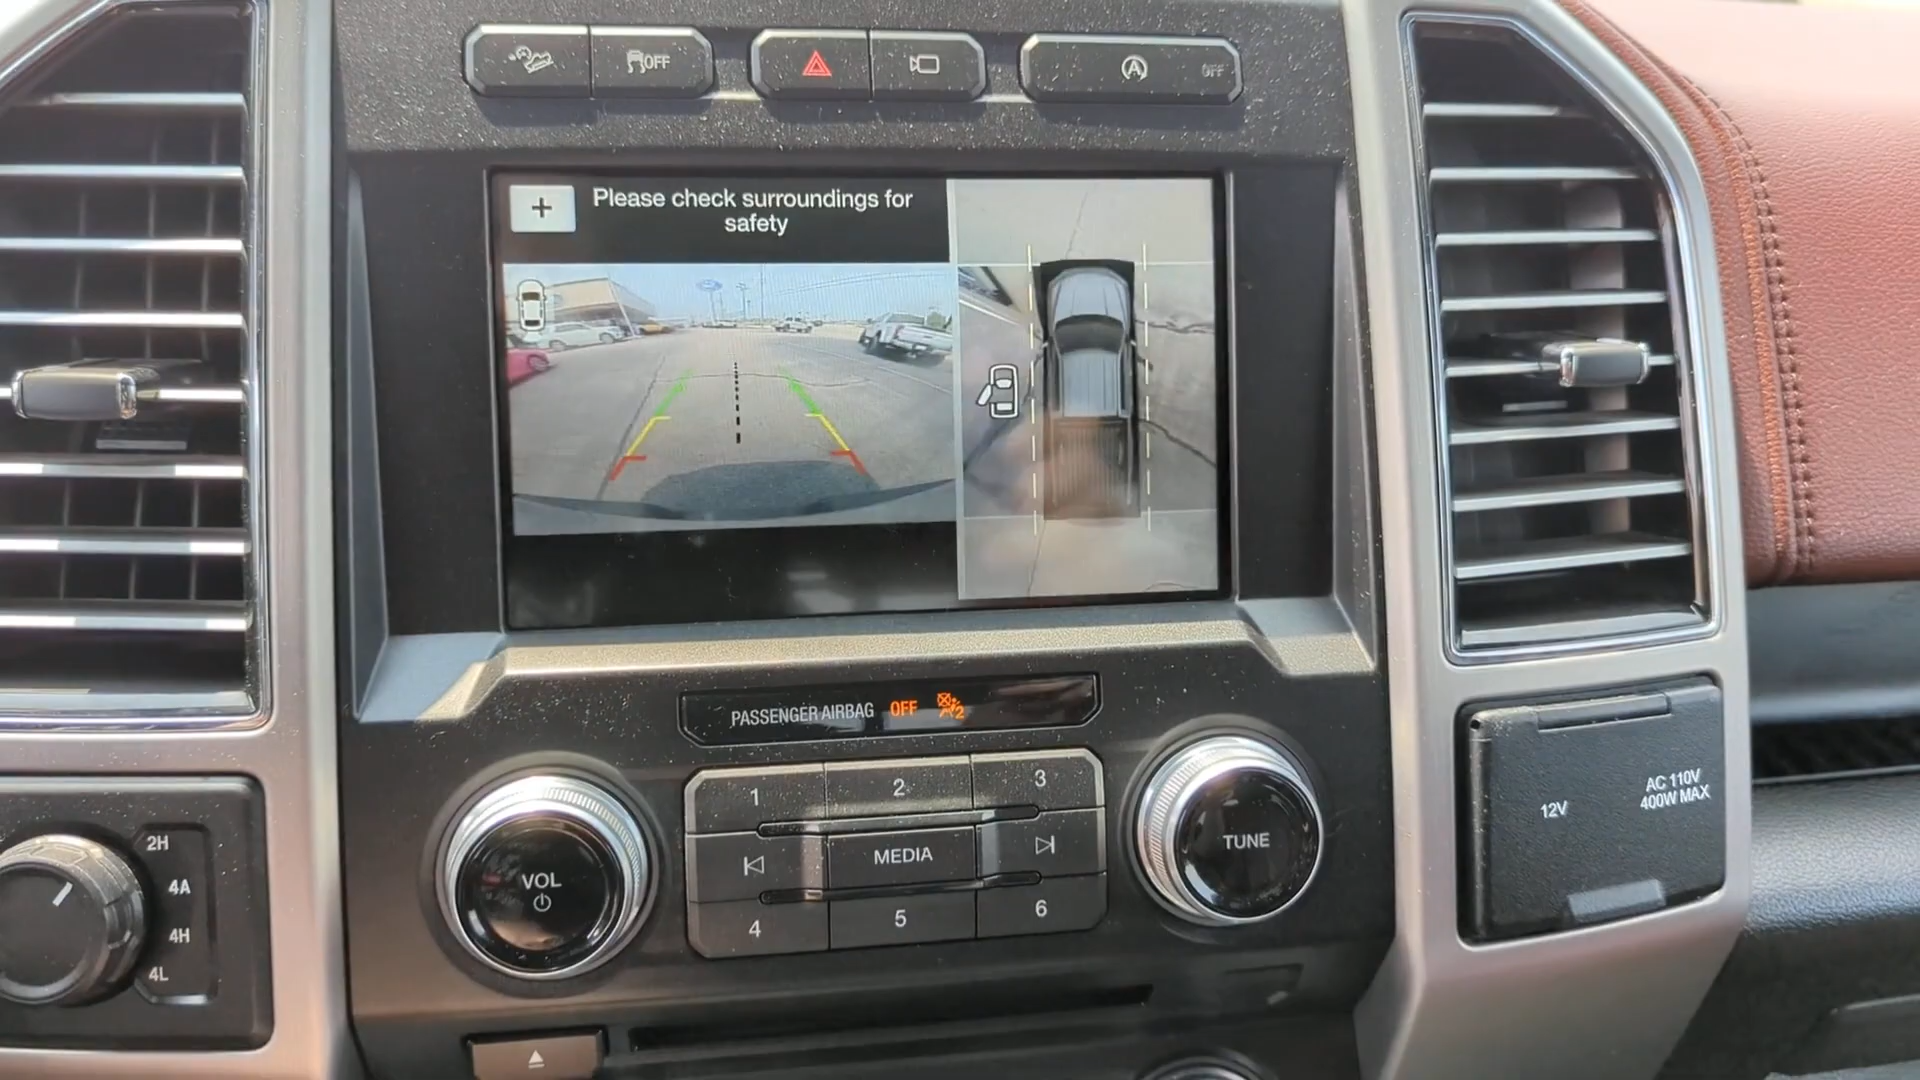 OFF
A
OFF
+
Please check surroundings for
safety
PASSENGER AIRBAG OFF
2
1
2
3
MEDIA
4
5
6
VOL
TUNE
2H
4A
4H
4L
12V
AC 110V
400W MAX